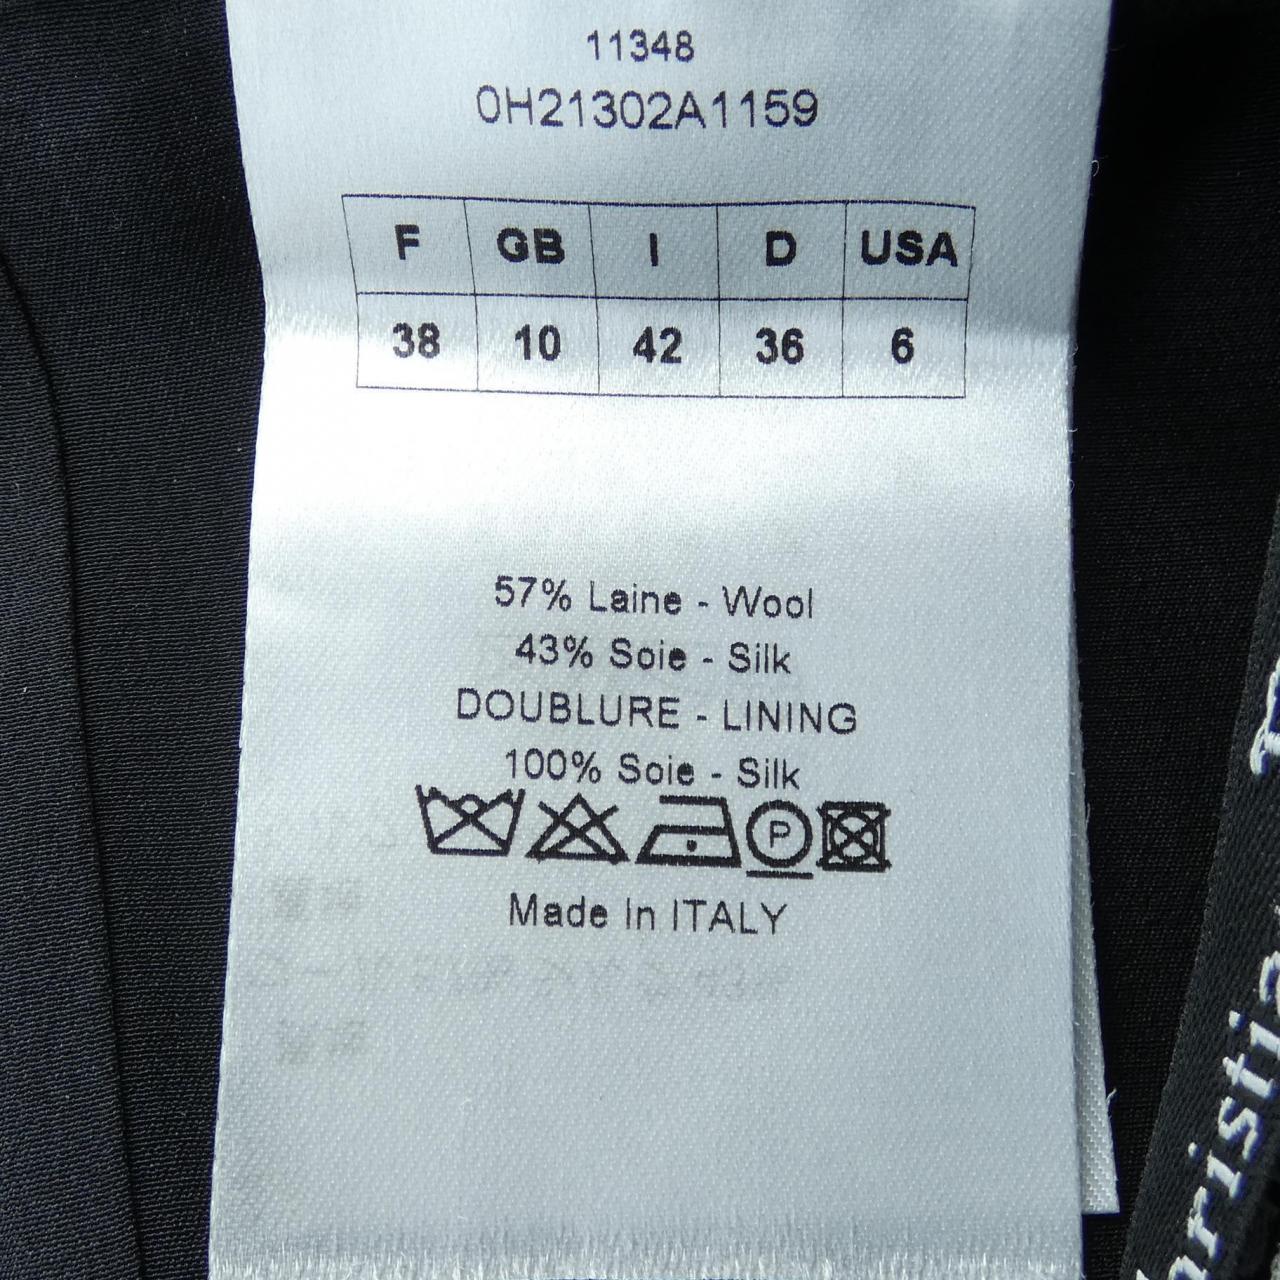 11348
0H21302A1159
F GB I D USA
38 10 42 36 6
57% Laine - Wool
43% Soie - Silk
DOUBLURE - LINING
100% Soie - Silk
P
Made In ITALY